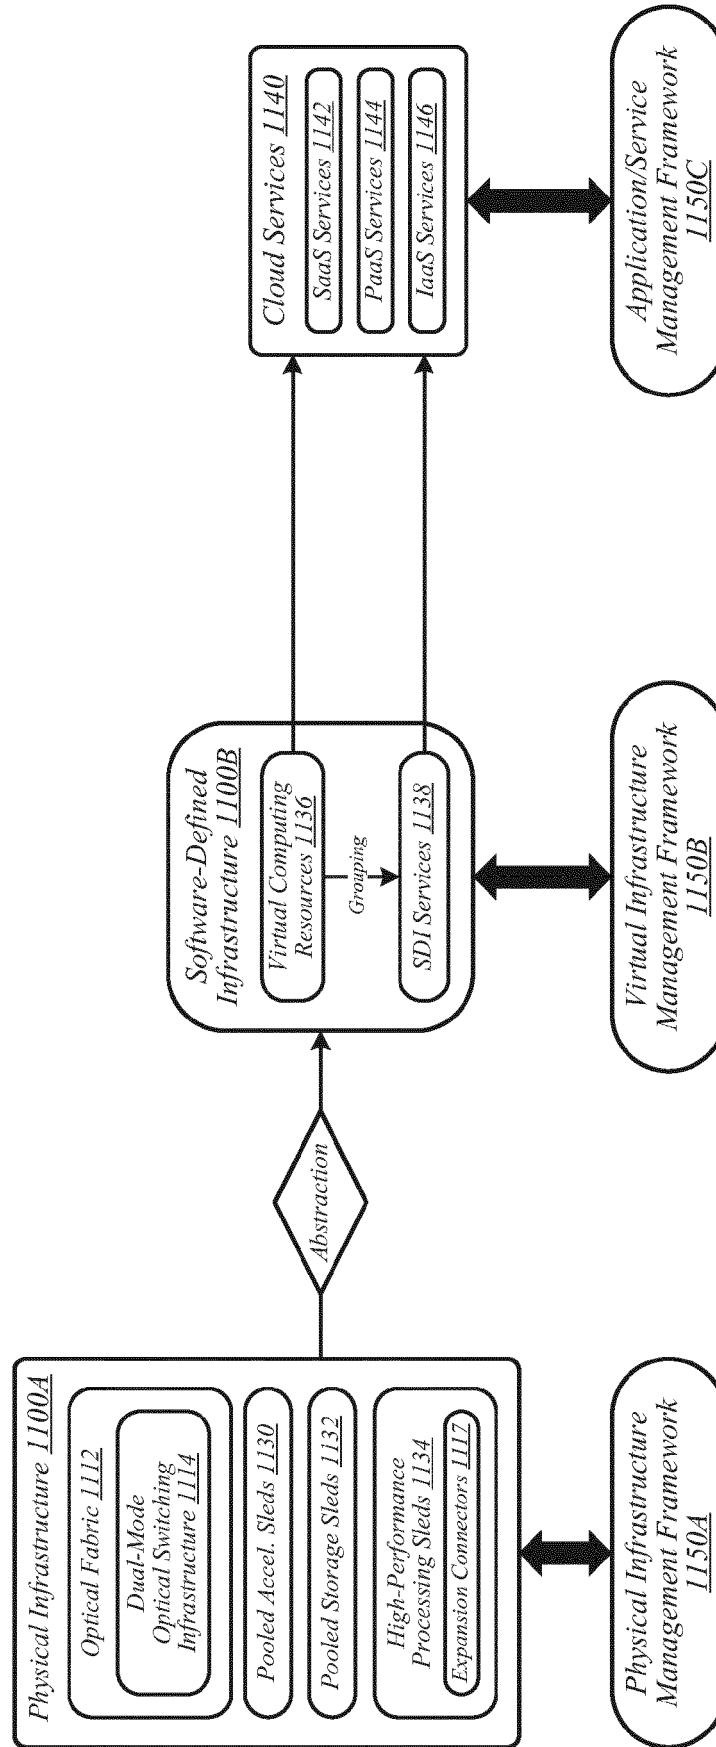 Physical Infrastructure 1100A
Optical Fabric 1112
Dual-Mode
Optical Switching
Infrastructure 1114
Pooled Accel. Sleds 1130
Pooled Storage Sleds 1132
High-Performance
Processing Sleds 1134
Expansion Connectors 1117
Physical Infrastructure
Management Framework
1150A
Abstraction
Software-Defined
Infrastructure 1100B
Virtual Computing
Resources 1136
Grouping
SDI Services 1138
Virtual Infrastructure
Management Framework
1150B
Cloud Services 1140
SaaS Services 1142
PaaS Services 1144
IaaS Services 1146
Application/Service
Management Framework
1150C